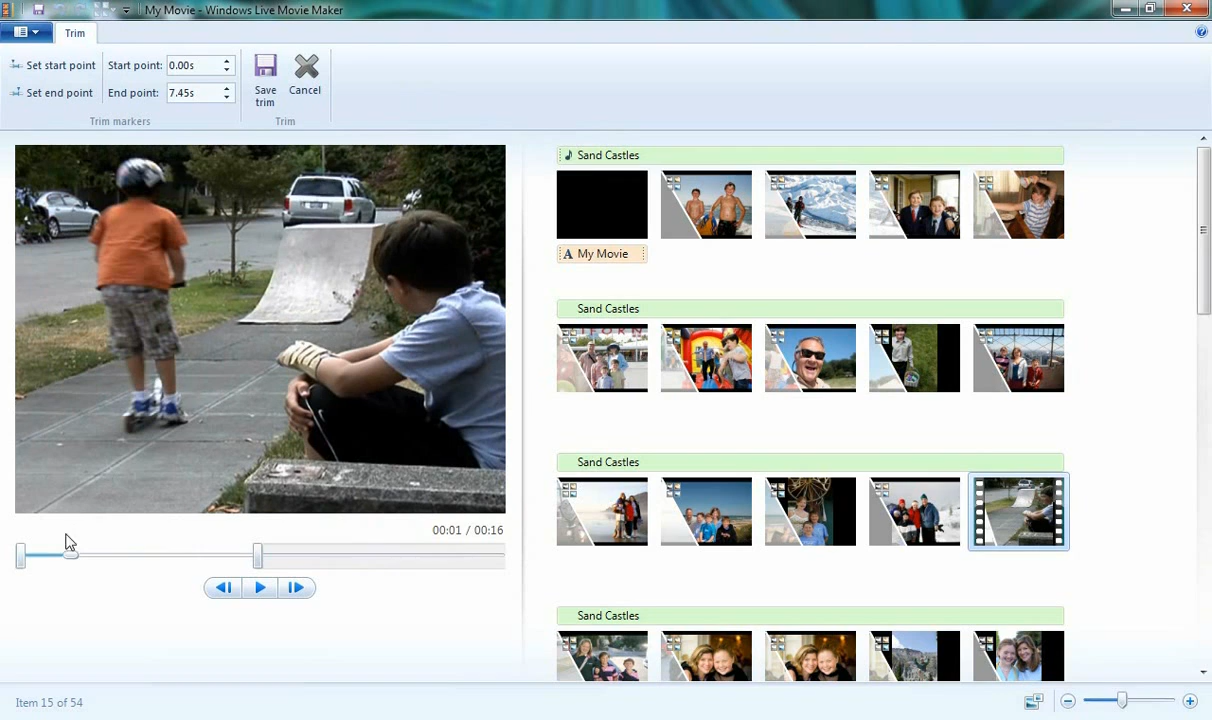 My Movie - Windows Live Movie Maker
Trim
Set start point
Start point: 0.00s
Set end point
End point: 7.45s
Save trim
Cancel
Trim markers
Trim
00:01 / 00:16
Sand Castles
A My Movie
Sand Castles
Sand Castles
Sand Castles
Item 15 of 54